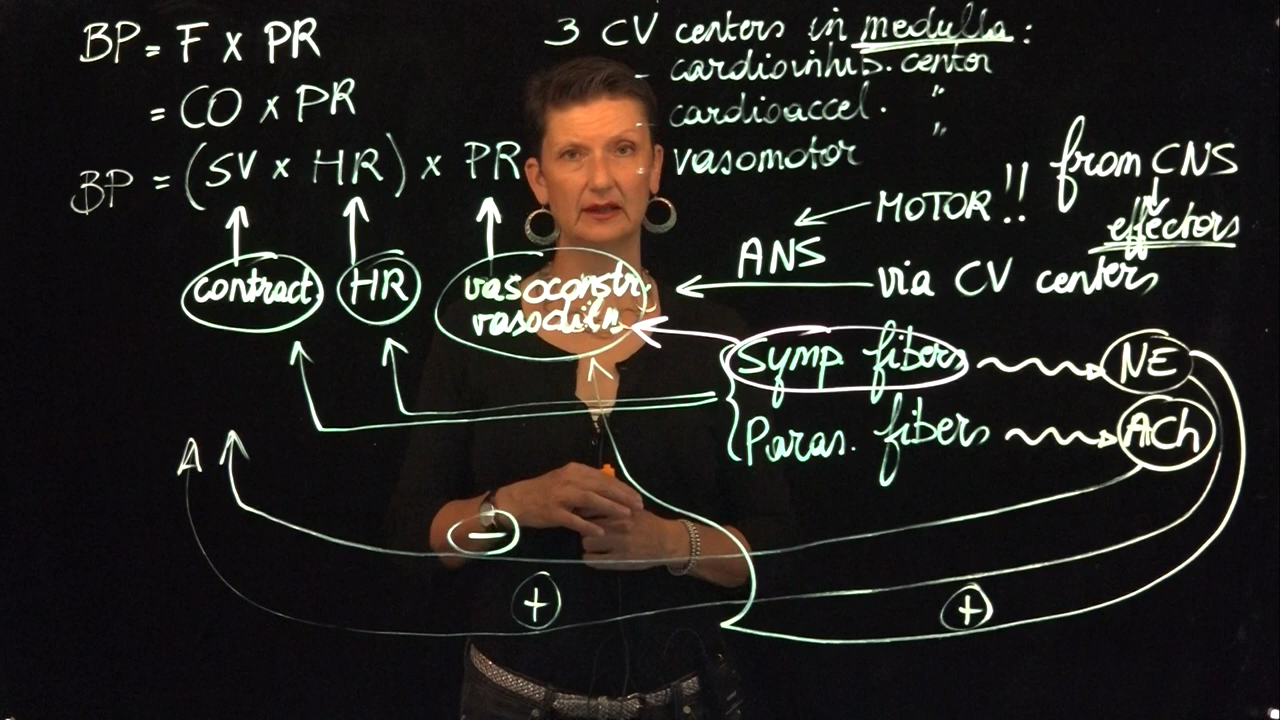 BP = F x PR
= CO x PR
BP = (SV x HR) x PR
contract.
HR
vasoconstr.
vasodil
3 CV centers in medulla:
- cardioinhib. center
- cardioaccel. "
- vasomotor "
MOTOR!! from CNS
effectors
ANS
via CV centers
Symp. fibers
NE
Paras. fibers
ACh
-
+
+